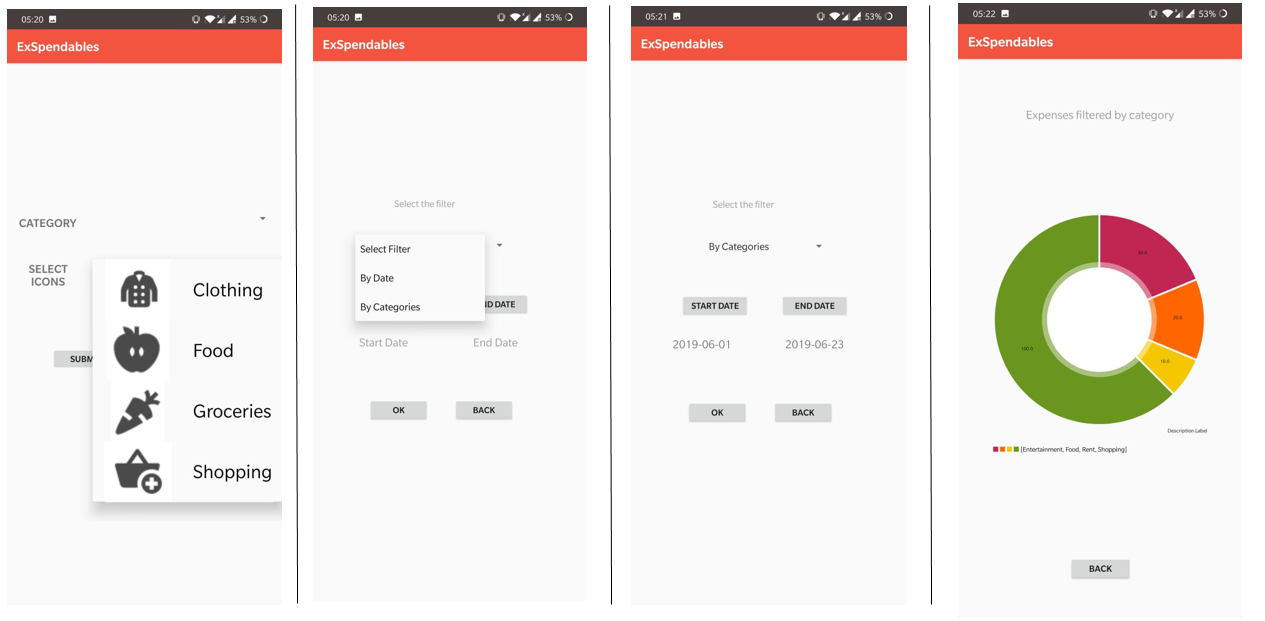 05:20
53%
ExSpendables
CATEGORY
SELECT
ICONS
SUBM
Clothing
Food
Groceries
Shopping
05:20
53%
ExSpendables
Select the filter
Select Filter
By Date
By Categories
ND DATE
Start Date
End Date
OK
BACK
05:21
53%
ExSpendables
Select the filter
By Categories
START DATE
END DATE
2019-06-01
2019-06-23
OK
BACK
05:22
53%
ExSpendables
Expenses filtered by category
20.0
10.0
100.0
Description Label
[Entertainment, Food, Rent, Shopping]
BACK